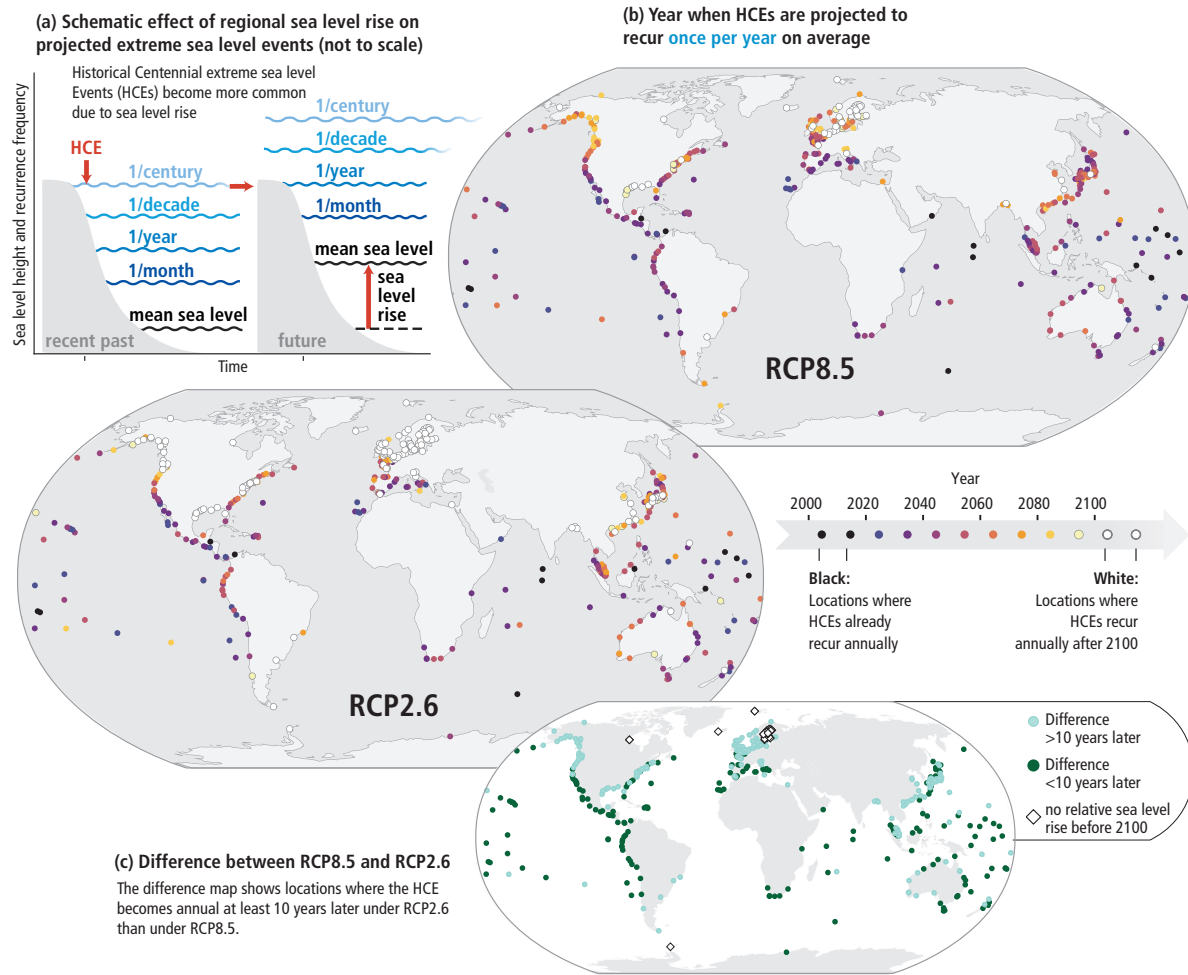 (a) Schematic effect of regional sea level rise on
projected extreme sea level events (not to scale)
Sea level height and recurrence frequency
Historical Centennial extreme sea level
Events (HCEs) become more common
due to sea level rise
HCE
1/century
1/decade
1/year
1/month
mean sea level
recent past
1/century
1/decade
1/year
1/month
mean sea level
sea
level
rise
future
Time
(b) Year when HCEs are projected to
recur once per year on average
RCP8.5
RCP2.6
Year
2000 2020 2040 2060 2080 2100
Black:
Locations where
HCEs already
recur annually
White:
Locations where
HCEs recur
annually after 2100
(c) Difference between RCP8.5 and RCP2.6
The difference map shows locations where the HCE
becomes annual at least 10 years later under RCP2.6
than under RCP8.5.
Difference
>10 years later
Difference
<10 years later
no relative sea level
rise before 2100